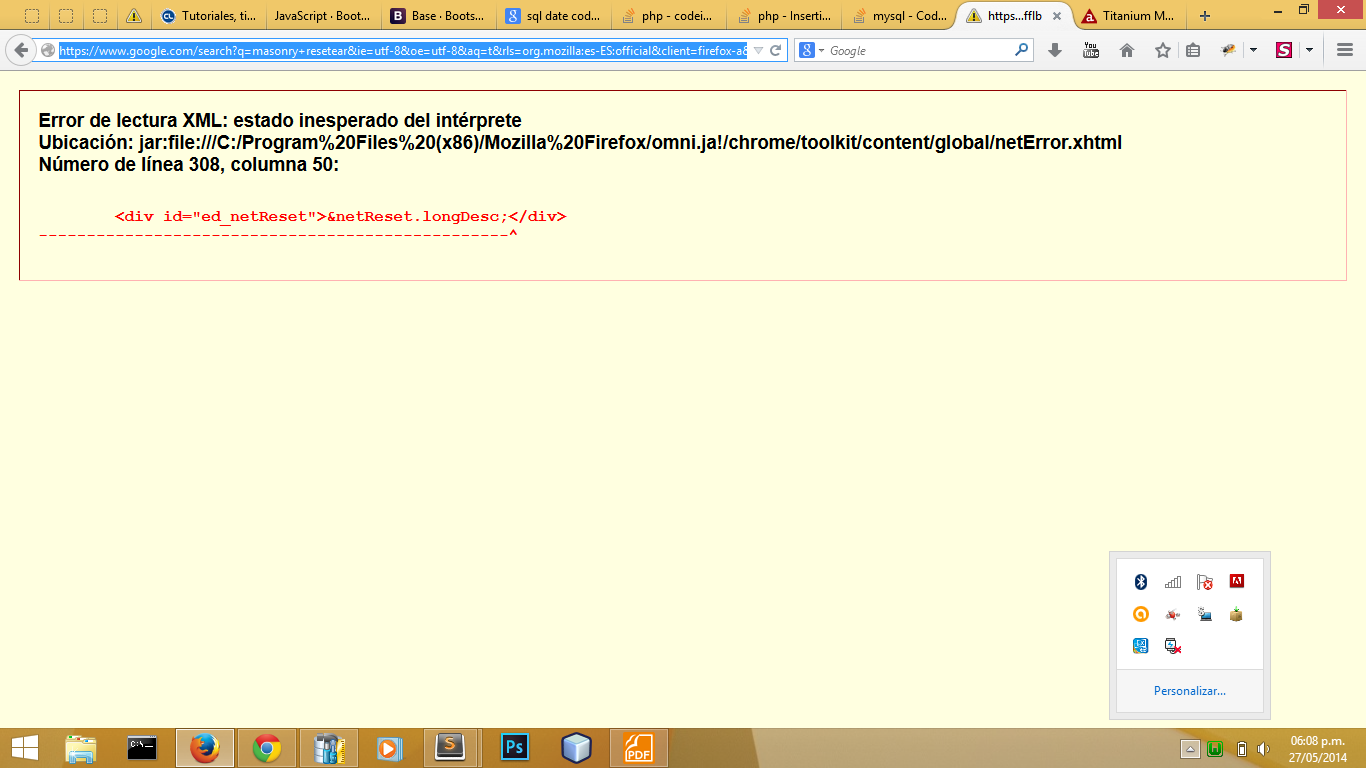 Tutoriales, ti...
JavaScript · Boot...
B
Base · Boots...
sql date cod...
php - codei...
php - Inserti...
mysql - Cod...
https...fflb
Titanium M...
https://www.google.com/search?q=masonry+resetear&ie=utf-8&oe=utf-8&aq=t&rls=org.mozilla:es-ES:official&client=firefox-a&
Google
You Tube
S
Error de lectura XML: estado inesperado del intérprete
Ubicación: jar:file:///C:/Program%20Files%20(x86)/Mozilla%20Firefox/omni.ja!/chrome/toolkit/content/global/netError.xhtml
Número de línea 308, columna 50:
<div id="ed_netReset">&netReset.longDesc;</div>
-------------------------------------------------^
Personalizar...
C:\_
S
Ps
PDF
06:08 p.m.
27/05/2014